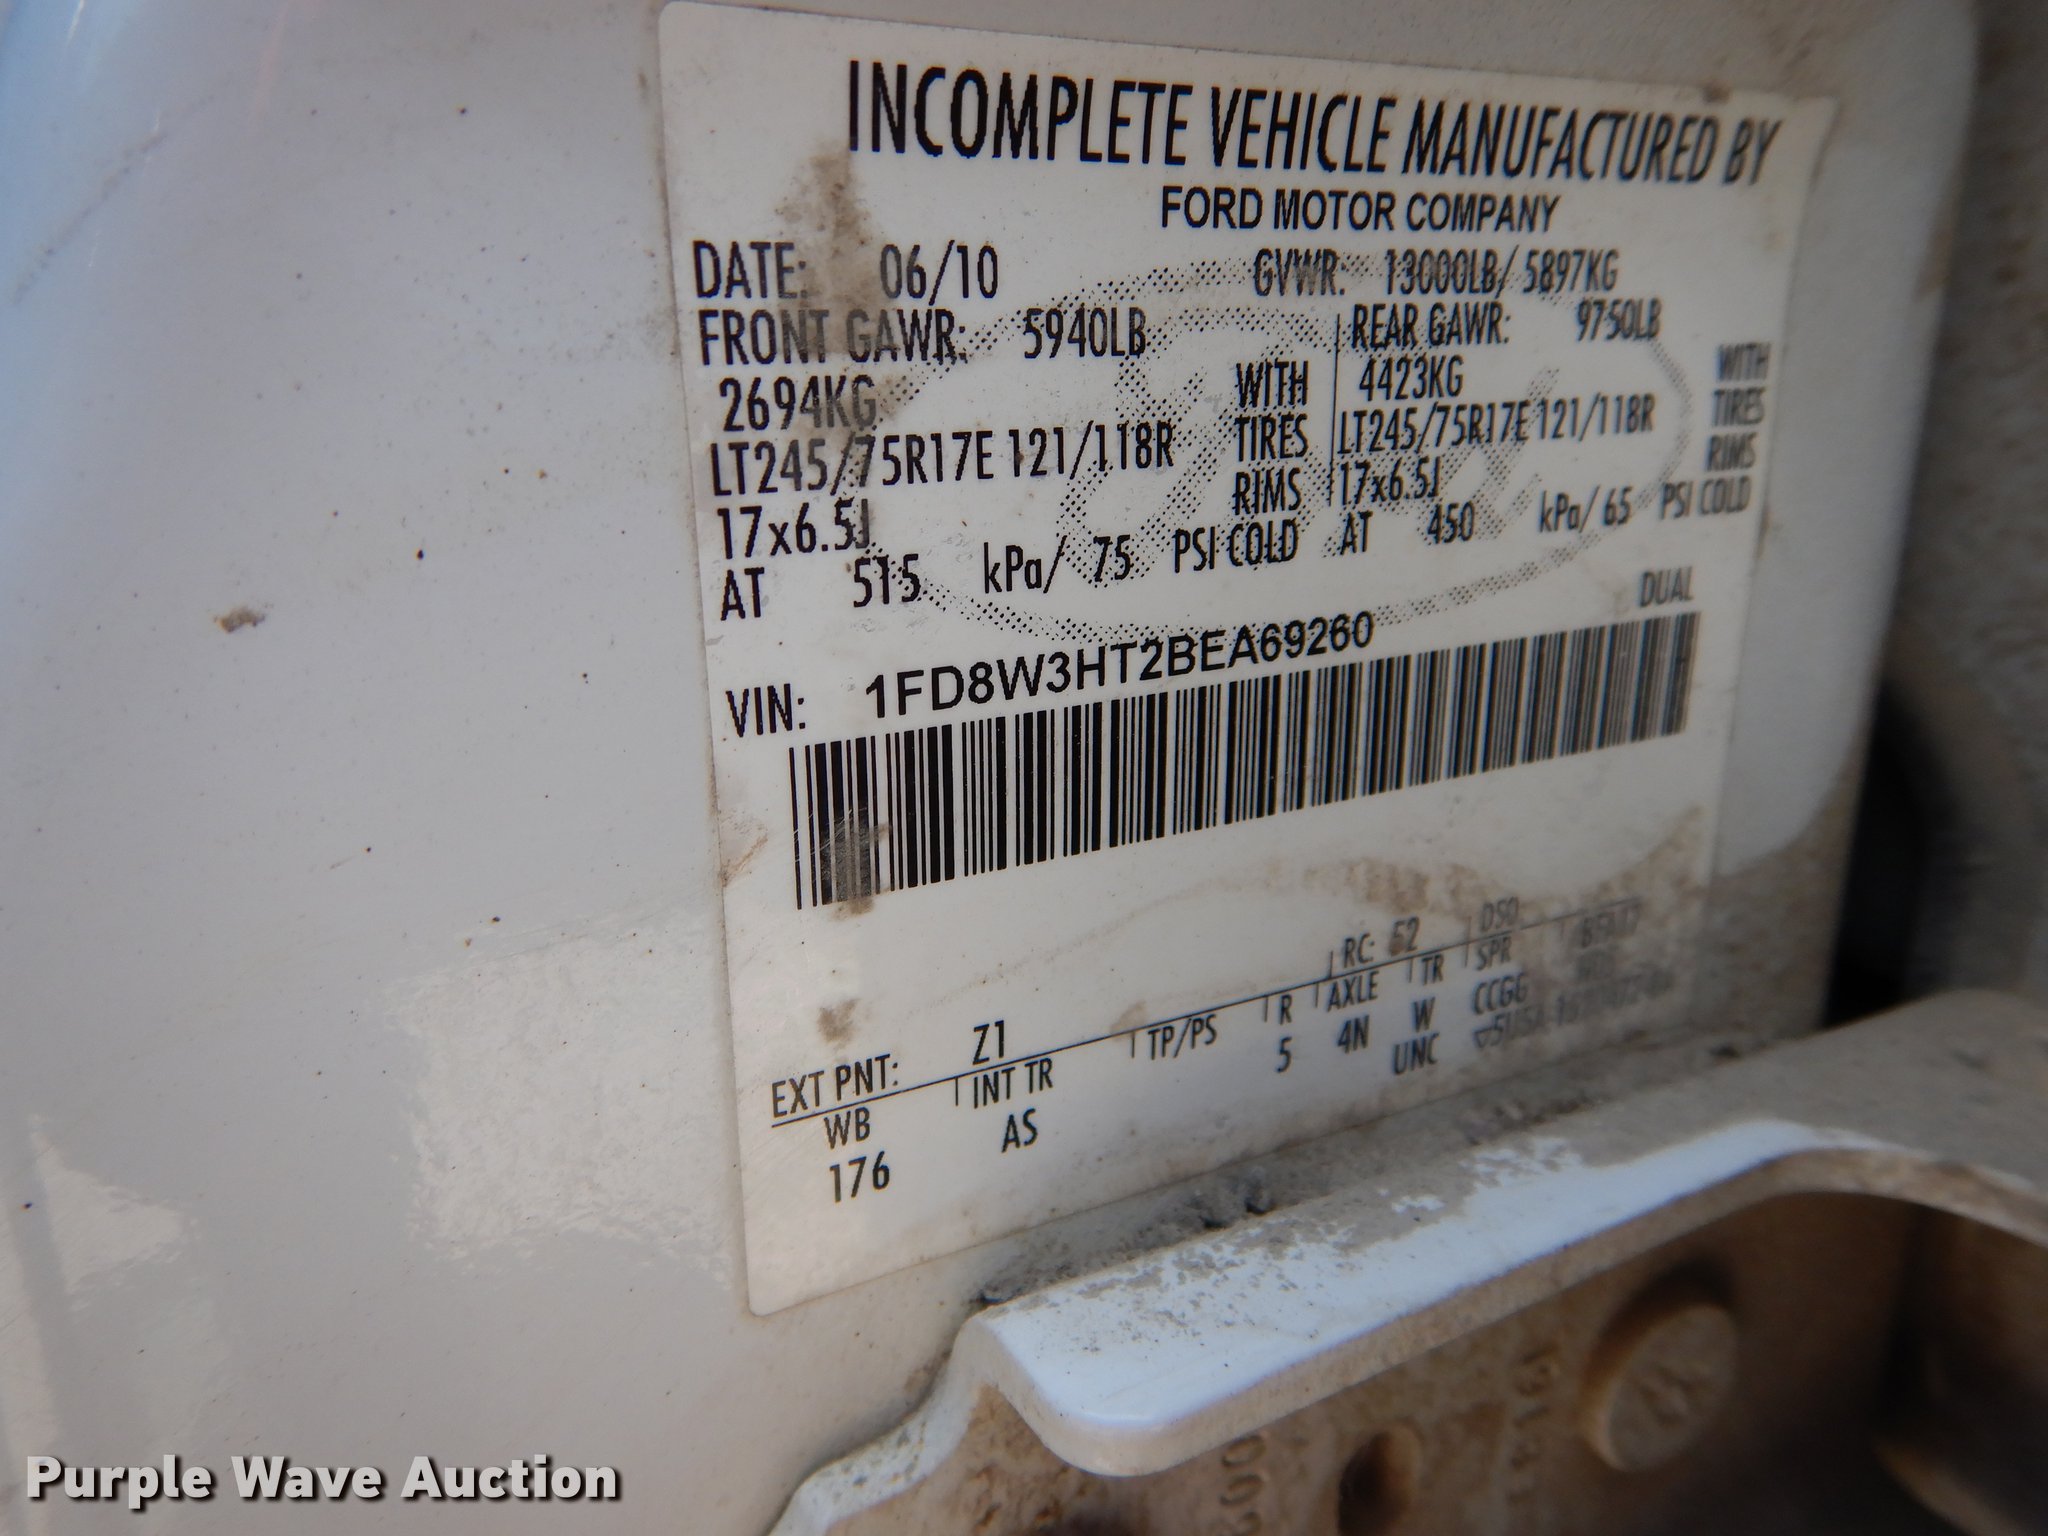 INCOMPLETE VEHICLE MANUFACTURED BY
FORD MOTOR COMPANY
DATE: 06/10 GVWR: 13000LB/ 5897KG
FRONT GAWR: 5940LB REAR GAWR: 9750LB
2694KG WITH 4423KG WITH
LT245/75R17E 121/118R TIRES LT245/75R17E 121/118R TIRES
17x6.5J RIMS 17x6.5J RIMS
AT 515 kPa/ 75 PSI COLD AT 450 kPa/ 65 PSI COLD
DUAL
VIN: 1FD8W3HT2BEA69260
EXT PNT: Z1 RC: 52 DSO
WB INT TR TP/PS R AXLE TR SPR
176 AS 5 4N W CCGG
UNC
Purple Wave Auction